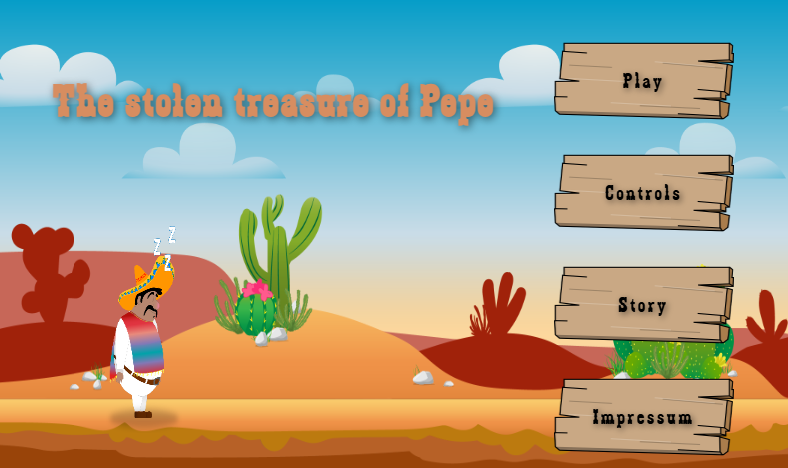 The stolen treasure of Pepe
Play
Controls
Z
Z
Z
Story
Impressum